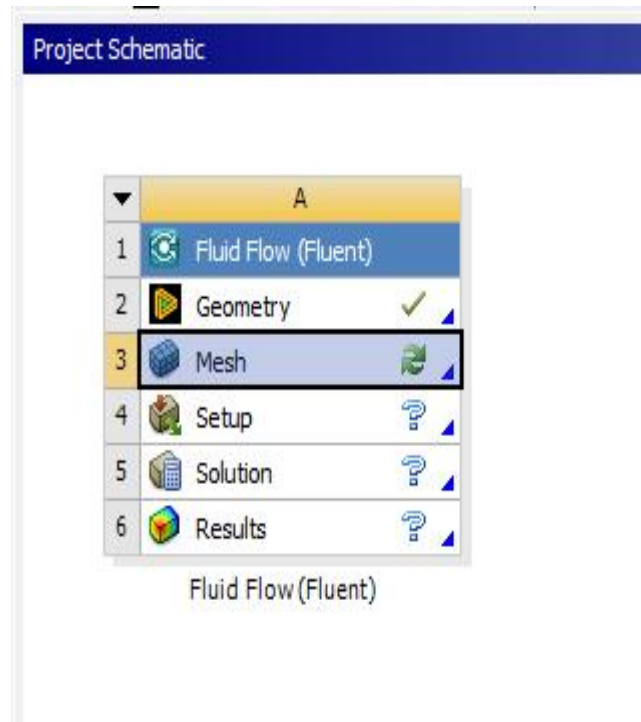 Project Schematic
A
1 Fluid Flow (Fluent)
2 Geometry
3 Mesh
4 Setup
5 Solution
6 Results
Fluid Flow (Fluent)